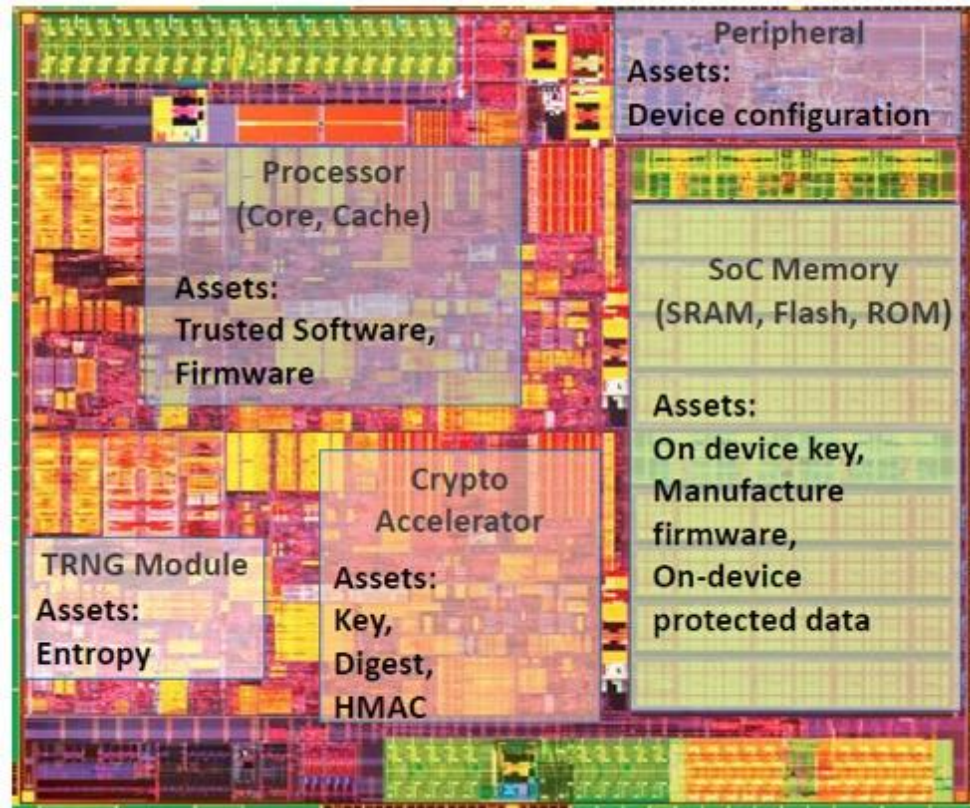 Peripheral
Assets:
Device configuration
Processor
(Core, Cache)
Assets:
Trusted Software,
Firmware
SoC Memory
(SRAM, Flash, ROM)
Assets:
On device key,
Manufacture
firmware,
On-device
protected data
Crypto
Accelerator
Assets:
Key,
Digest,
HMAC
TRNG Module
Assets:
Entropy